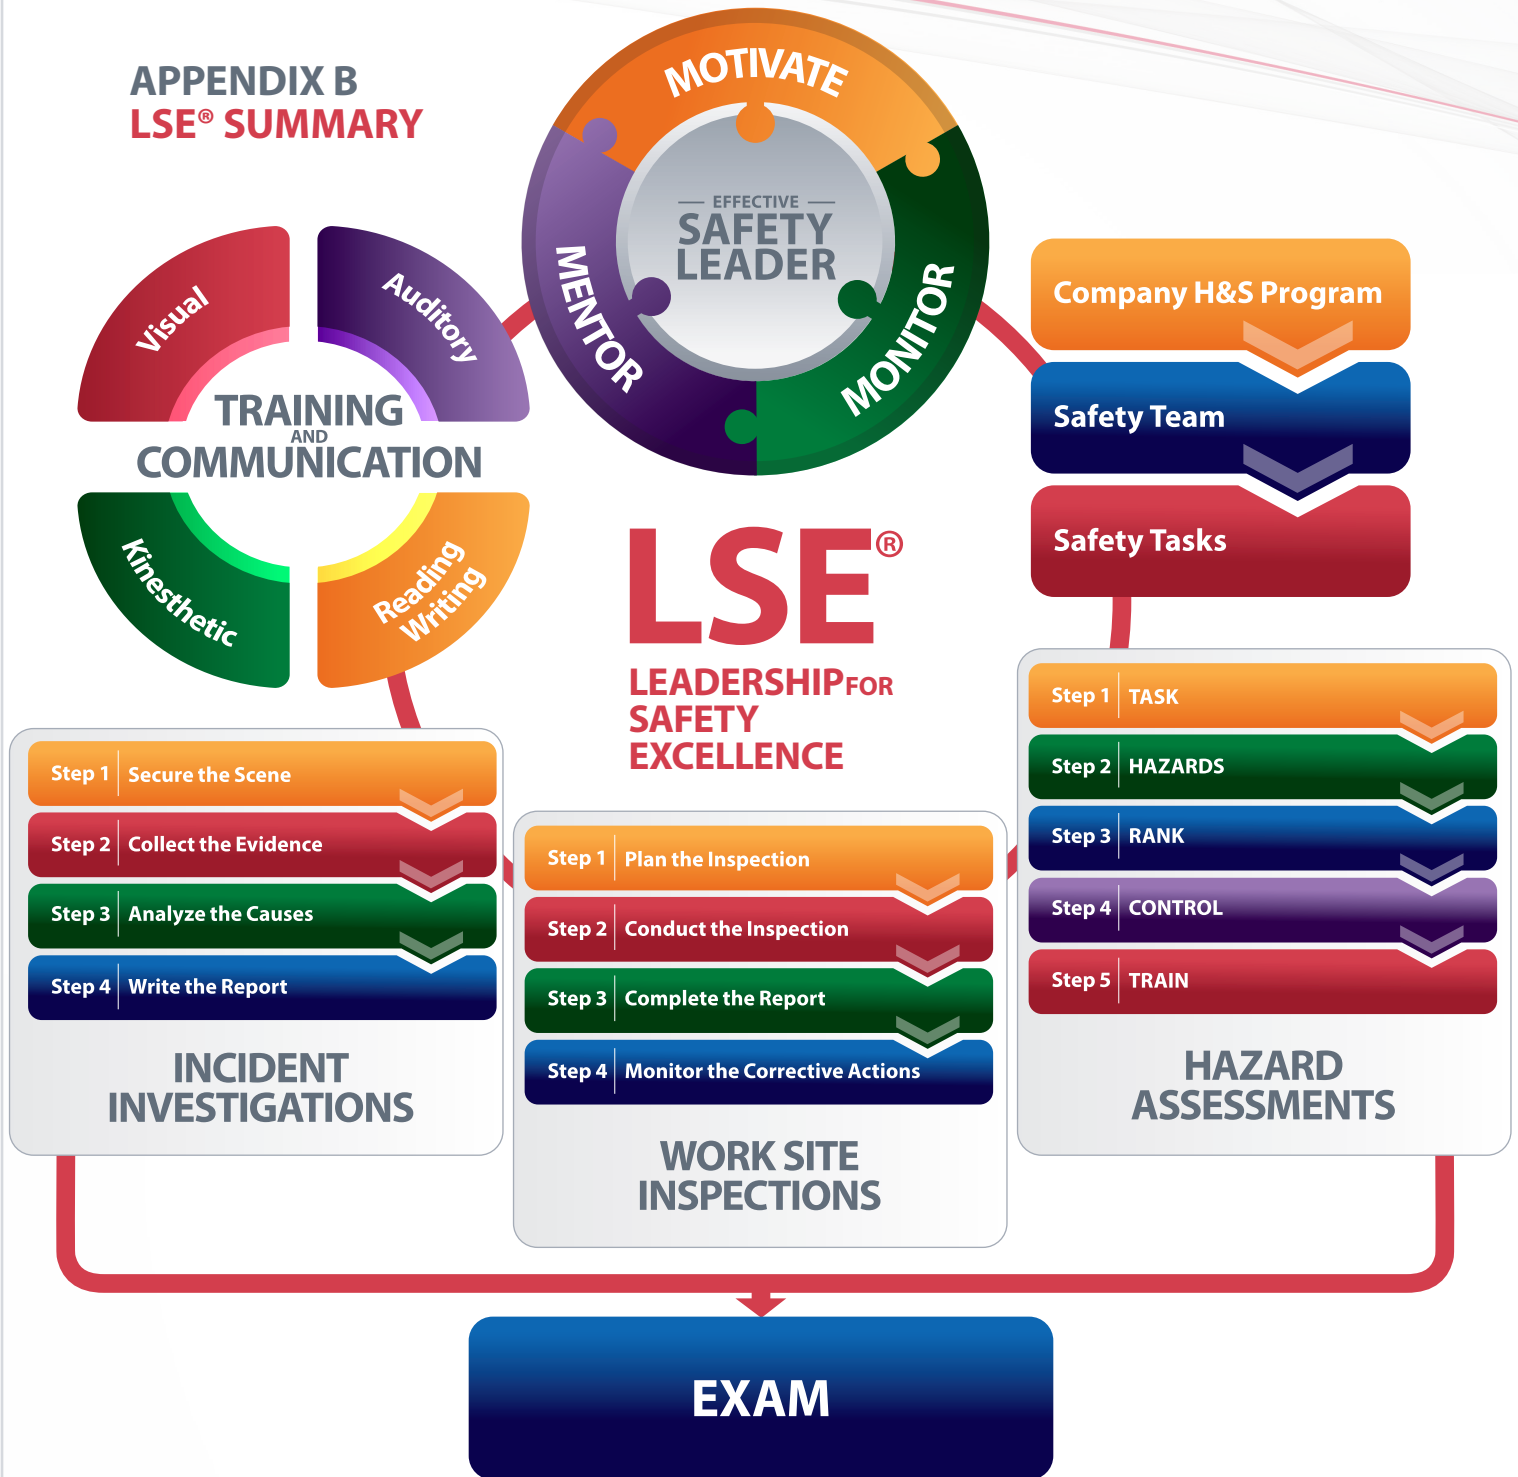 APPENDIX B
LSE® SUMMARY
MOTIVATE
MENTOR
MONITOR
EFFECTIVE
SAFETY
LEADER
Visual
Auditory
TRAINING
AND
COMMUNICATION
Kinesthetic
Reading
Writing
Company H&S Program
Safety Team
Safety Tasks
LSE®
LEADERSHIP FOR
SAFETY
EXCELLENCE
Step 1 Secure the Scene
Step 2 Collect the Evidence
Step 3 Analyze the Causes
Step 4 Write the Report
INCIDENT
INVESTIGATIONS
Step 1 Plan the Inspection
Step 2 Conduct the Inspection
Step 3 Complete the Report
Step 4 Monitor the Corrective Actions
WORK SITE
INSPECTIONS
Step 1 TASK
Step 2 HAZARDS
Step 3 RANK
Step 4 CONTROL
Step 5 TRAIN
HAZARD
ASSESSMENTS
EXAM